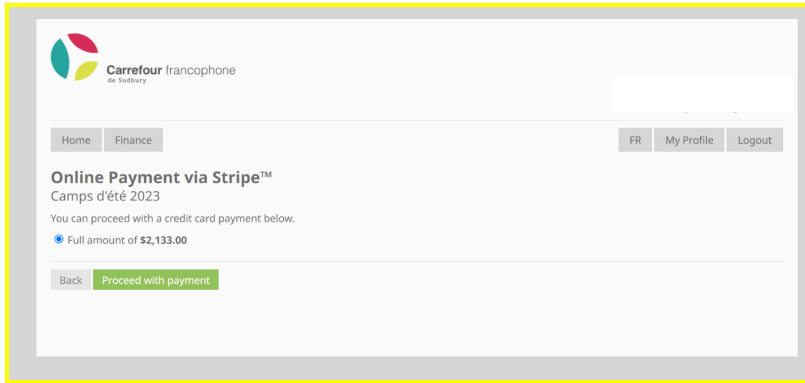 Carrefour francophone
de Sudbury
Home Finance FR My Profile Logout
Online Payment via Stripe™
Camps d'été 2023
You can proceed with a credit card payment below.
Full amount of $2,133.00
Back Proceed with payment